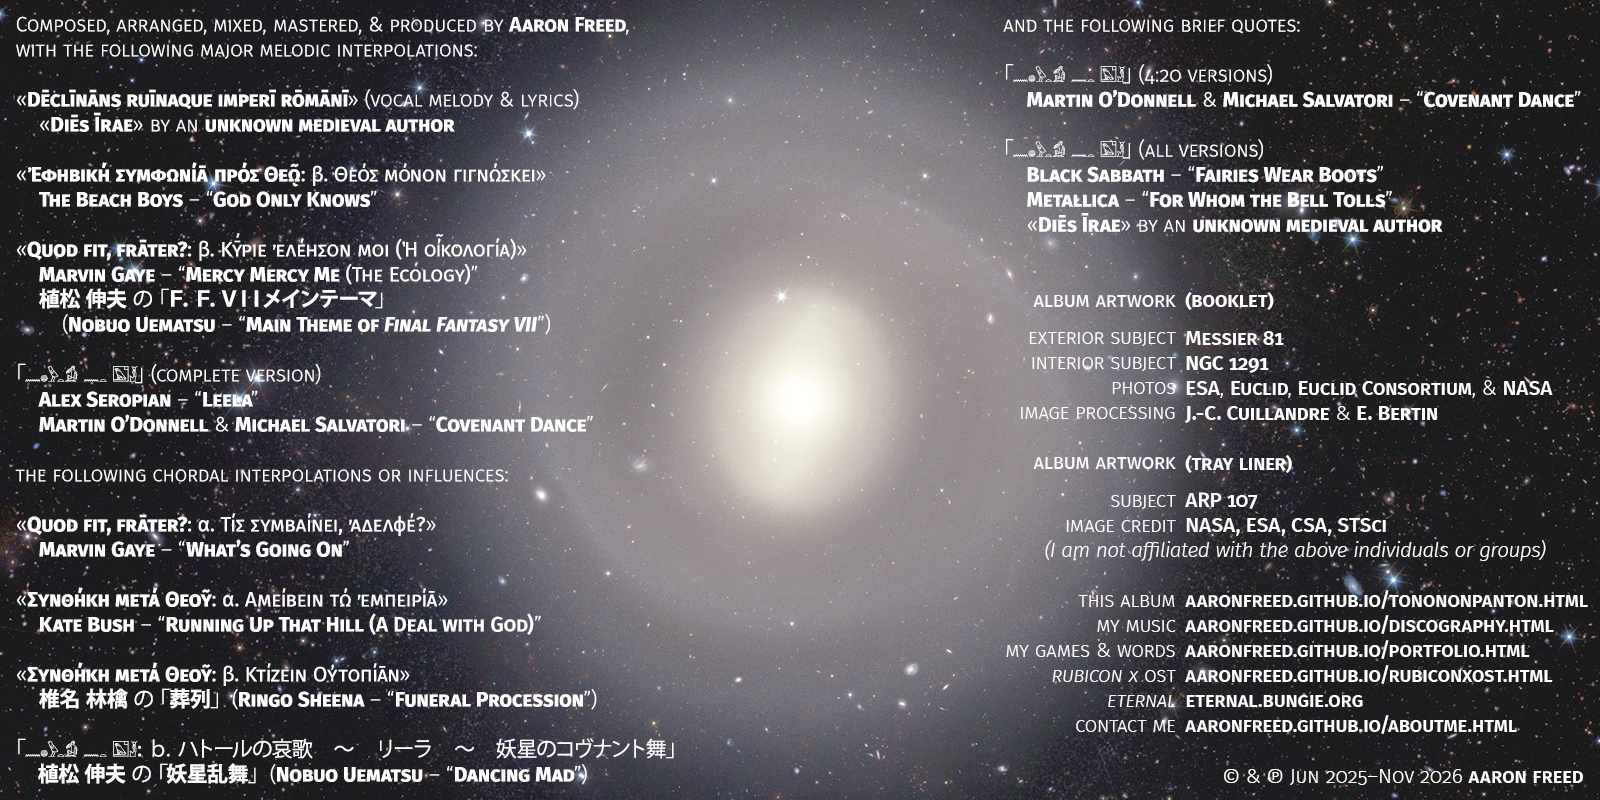 Composed, arranged, mixed, mastered, & produced by Aaron Freed,
with the following major melodic interpolations:
«Dēclīnāns ruīnaque imperī Rōmānī» (vocal melody & lyrics)
«Diēs Īrae» by an unknown medieval author
«Ἐφηβική συμφωνίᾱ πρός Θεῷ: β. Θεός μόνον γιγνώσκει»
The Beach Boys – “God Only Knows”
«Quod fit, frāter?: β. Κῡ́ριε ἐλέησον μοι (Ἡ οἶκολογίᾱ)»
Marvin Gaye – “Mercy Mercy Me (The Ecology)”
植松 伸夫 の「F. F. V I I メインテーマ」
(Nobuo Uematsu – “Main Theme of Final Fantasy VII”)
(complete version)
Alex Seropian – “Leela”
Martin O’Donnell & Michael Salvatori – “Covenant Dance”
the following chordal interpolations or influences:
«Quod fit, frāter?: α. Τίς συμβαίνει, ἀδελφέ?»
Marvin Gaye – “What’s Going On”
«Συνθήκη μετά Θεοῦ: α. Αμείβειν τώ ἐμπειρίᾱ»
Kate Bush – “Running Up That Hill (A Deal with God)”
«Συνθήκη μετά Θεοῦ: β. Κτίζειν Οὐτοπίᾱν»
椎名 林檎 の「葬列」 (Ringo Sheena – “Funeral Procession”)
b. ハトールの哀歌　～　リーラ　～　妖星のコヴナント舞」
植松 伸夫 の「妖星乱舞」 (Nobuo Uematsu – “Dancing Mad”)
and the following brief quotes:
(4:20 versions)
Martin O’Donnell & Michael Salvatori – “Covenant Dance”
(all versions)
Black Sabbath – “Fairies Wear Boots”
Metallica – “For Whom the Bell Tolls”
«Diēs Īrae» by an unknown medieval author
album artwork (booklet)
exterior subject Messier 81
interior subject NGC 1291
photos ESA, Euclid, Euclid Consortium, & NASA
image processing J.-C. Cuillandre & E. Bertin
album artwork (tray liner)
subject ARP 107
image credit NASA, ESA, CSA, STScI
(I am not affiliated with the above individuals or groups)
this album aaronfreed.github.io/tonononpanton.html
my music aaronfreed.github.io/discography.html
my games & words aaronfreed.github.io/portfolio.html
Rubicon X OST aaronfreed.github.io/rubiconxost.html
Eternal eternal.bungie.org
contact me aaronfreed.github.io/aboutme.html
© & ℗ Jun 2025–Nov 2026 Aaron Freed